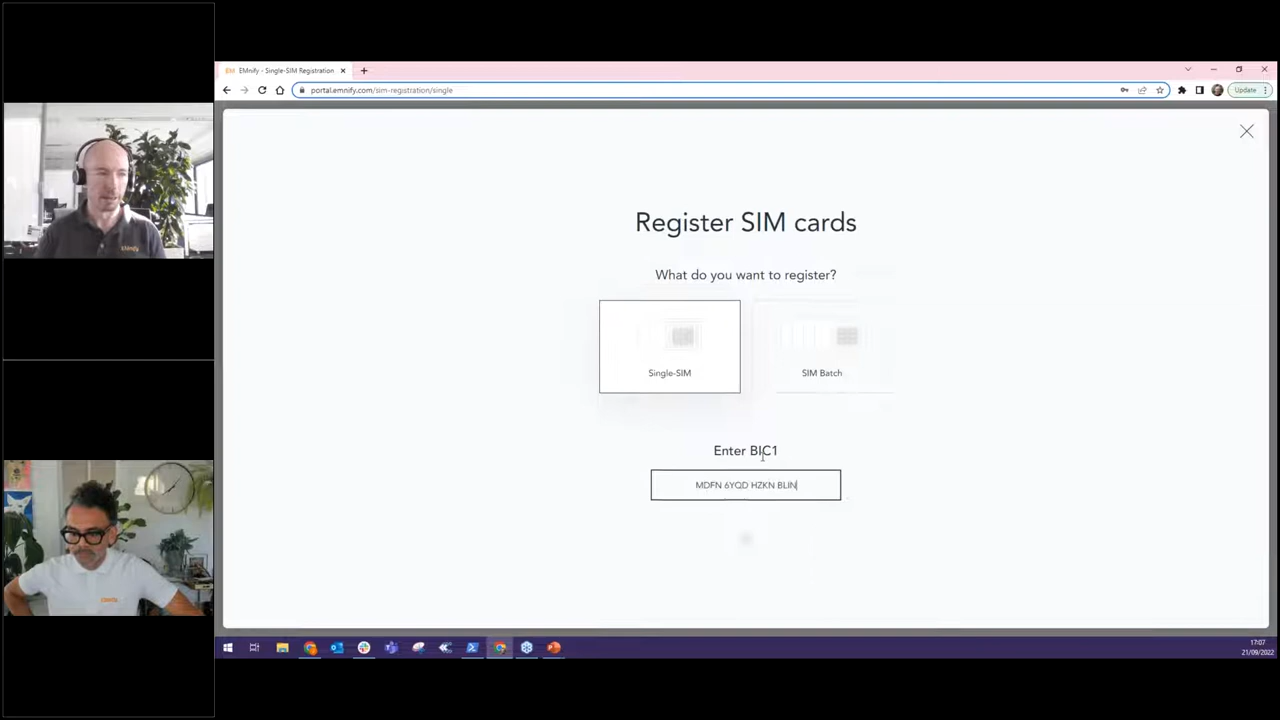 EM EMnify - Single-SIM Registration
portal.emnify.com/sim-registration/single
Update
Register SIM cards
What do you want to register?
Single-SIM
SIM Batch
Enter BIC1
MDFN 6YQD HZKN BLIN
17:07
21/09/2022